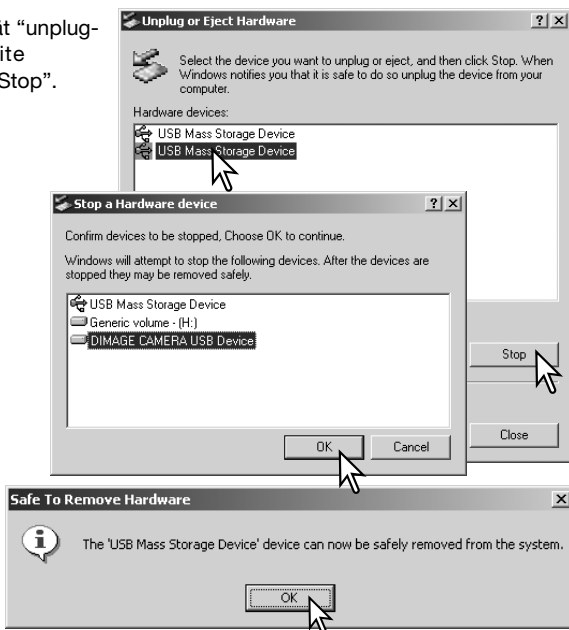 ät “unplug-
ite
Stop”.
Unplug or Eject Hardware
Select the device you want to unplug or eject, and then click Stop. When
Windows notifies you that it is safe to do so unplug the device from your
computer.
Hardware devices:
USB Mass Storage Device
USB Mass Storage Device
Stop
Close
Stop a Hardware device
Confirm devices to be stopped, Choose OK to continue.
Windows will attempt to stop the following devices. After the devices are
stopped they may be removed safely.
USB Mass Storage Device
Generic volume - (H:)
DIMAGE CAMERA USB Device
OK
Cancel
Safe To Remove Hardware
The 'USB Mass Storage Device' device can now be safely removed from the system.
OK